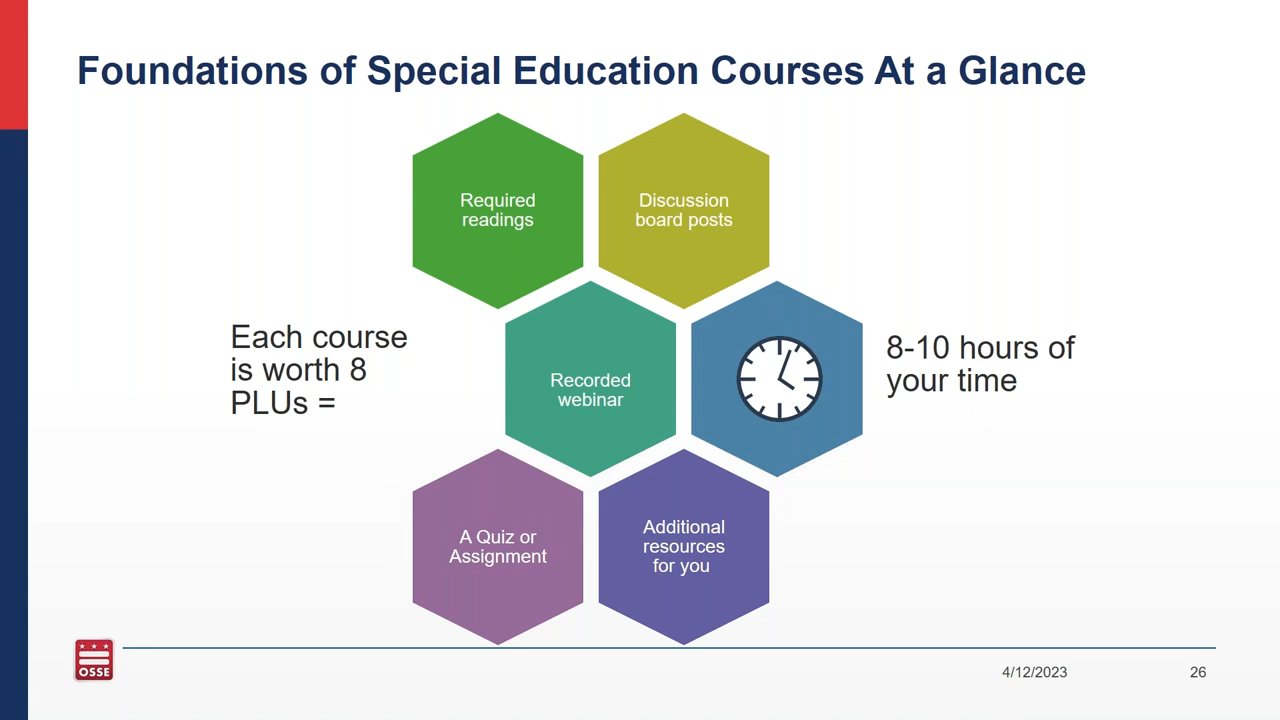 Foundations of Special Education Courses At a Glance
Required
readings
Discussion
board posts
Each course
is worth 8
PLUs =
Recorded
webinar
8-10 hours of
your time
A Quiz or
Assignment
Additional
resources
for you
OSSE
4/12/2023
26